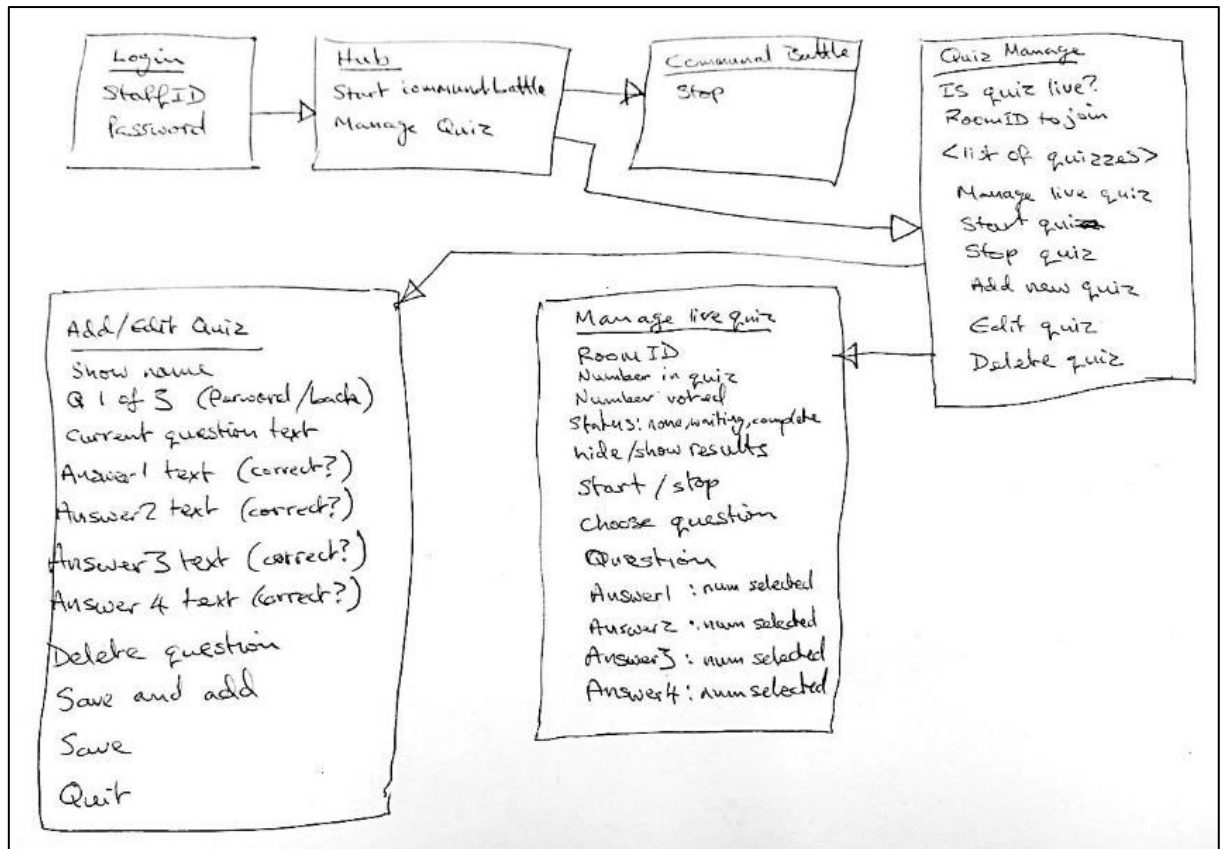 Login
StaffID
Password
Hub
Start communal battle
Manage Quiz
Communal Battle
Stop
Quiz Manage
Is quiz live?
RoomID to join
<list of quizzes>
Manage live quiz
Start quiz
Stop quiz
Add new quiz
Edit quiz
Delete quiz
Add/Edit Quiz
Show name
Q 1 of 3 (forword/back)
Current question text
Answer1 text (correct?)
Answer2 text (correct?)
Answer3 text (correct?)
Answer 4 text (correct?)
Delete question
Save and add
Save
Quit
Manage live quiz
Room ID
Number in quiz
Number voted
Status: none, waiting, complete
hide/show results
Start / stop
Choose question
Question
Answer1 : num selected
Answer2 : num selected
Answer3 : num selected
Answer4 : num selected